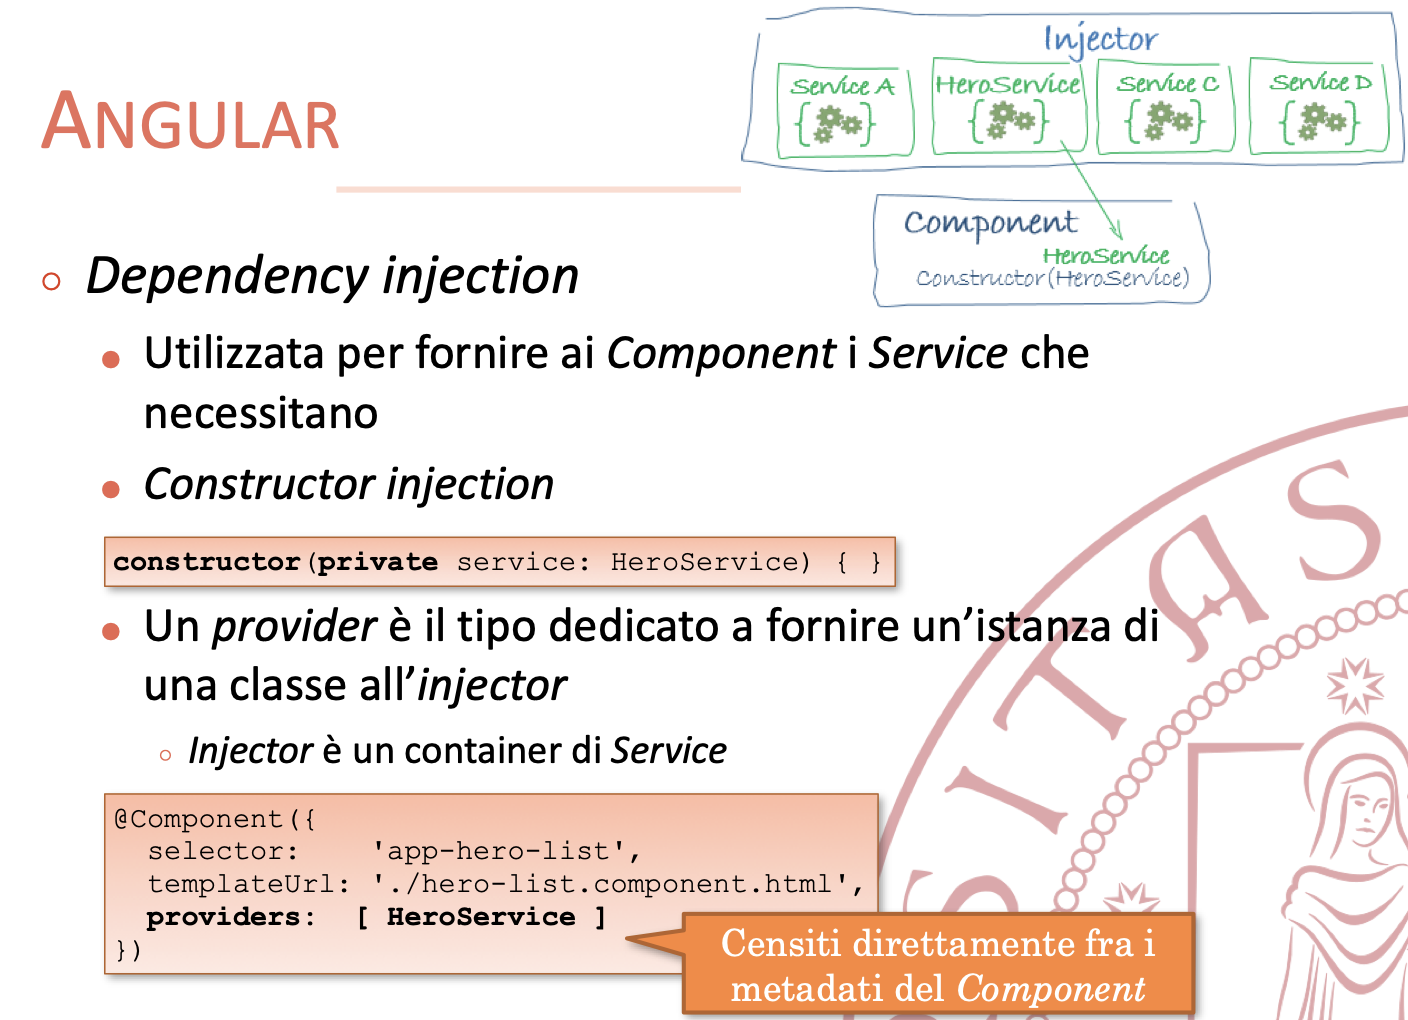 ANGULAR
Injector
Service A
HeroService
Service C
Service D
Component
HeroService
Constructor(HeroService)
Dependency injection
Utilizzata per fornire ai Component i Service che
necessitano
Constructor injection
constructor(private service: HeroService) { }
Un provider è il tipo dedicato a fornire un’istanza di
una classe all’injector
Injector è un container di Service
@Component({
selector: 'app-hero-list',
templateUrl: './hero-list.component.html',
providers: [ HeroService ]
})
Censiti direttamente fra i
metadati del Component
SITAS